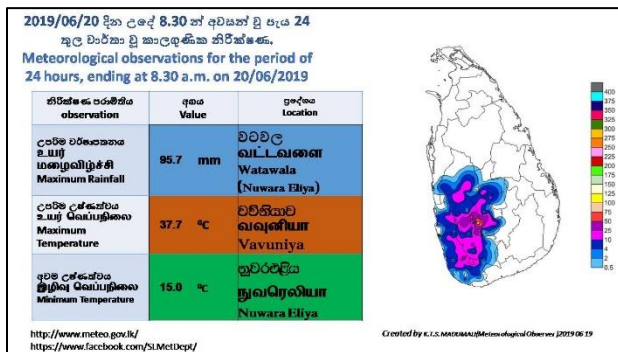 2019/06/20 දින උදේ 8.30 න් අවසන් වු පැය 24
තුල වාර්තා වූ කාලගුණික නිරීක්ෂණ.
Meteorological observations for the period of
24 hours, ending at 8.30 a.m. on 20/06/2019
නිරීක්ෂණ පරාමිතිය
observation
අගය
Value
ප්‍රදේශය
Location
උපරිම වර්ෂාපතනය
உயர்
மழைவீழ்ச்சி
Maximum Rainfall
95.7 mm
වටවල
வட்டவளை
Watawala
(Nuwara Eliya)
උපරිම උෂ්ණත්වය
உயர் வெப்பநிலை
Maximum
Temperature
37.7 ⁰C
වව්නියාව
வவுனியா
Vavuniya
අවම උෂ්ණත්වය
இழிவு வெப்பநிலை
Minimum Temperature
15.0 ⁰C
නුවරඑළිය
நுவரெலியா
Nuwara Eliya
400
375
350
325
300
275
250
225
200
175
150
125
100
75
50
25
10
4
2
0.5
http://www.meteo.gov.lk/
https://www.facebook.com/SLMetDept/
Created by K.T.S. MADUMALI[Meteorological Observer ]2019 06 19